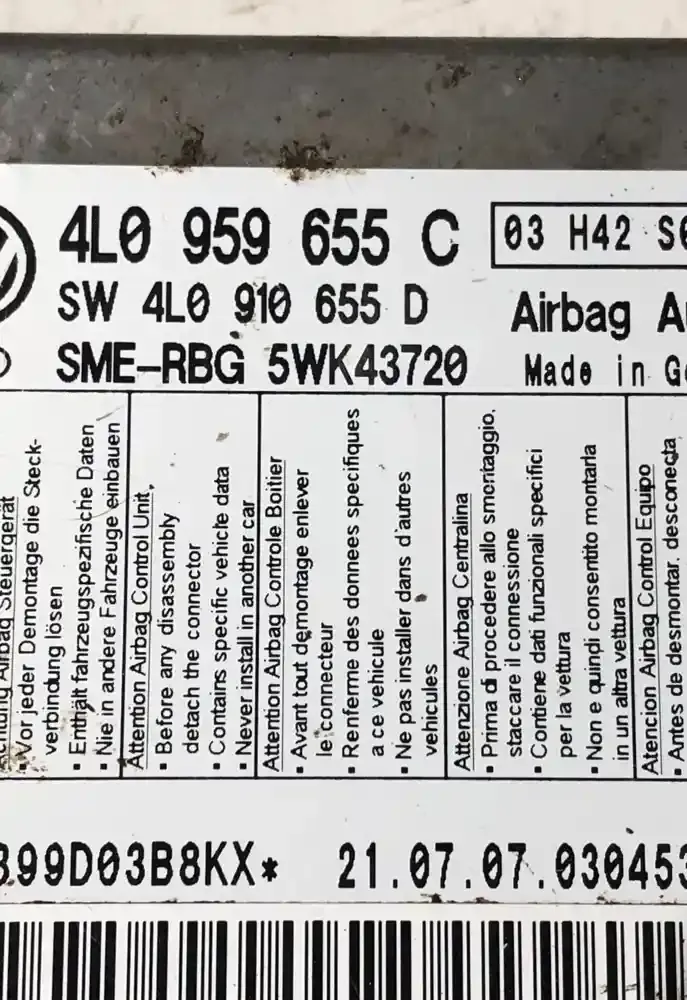 4L0 959 655 C
03 H42
SW 4L0 910 655 D
Airbag
SME-RBG 5WK43720
Made in
Airbag Steuergerät
• Vor jeder Demontage die Steck-
verbindung lösen
• Enthält fahrzeugspezifische Daten
• Nie in andere Fahrzeuge einbauen
Attention Airbag Control Unit,
• Before any disassembly
detach the connector
• Contains specific vehicle data
• Never install in another car
Attention Airbag Controle Boitier
• Avant tout demontage enlever
le connecteur
• Renferme des donnees specifiques
a ce vehicule
• Ne pas installer dans d'autres
vehicules
Attenzione Airbag Centralina
• Prima di procedere allo smontaggio,
staccare il connessione
• Contiene dati funzionali specifici
per la vettura
• Non e quindi consentito montarla
in un altra vettura
Atencion Airbag Control Equipo
• Antes de desmontar, desconecta
99D03B8KX* 21.07.07.030453